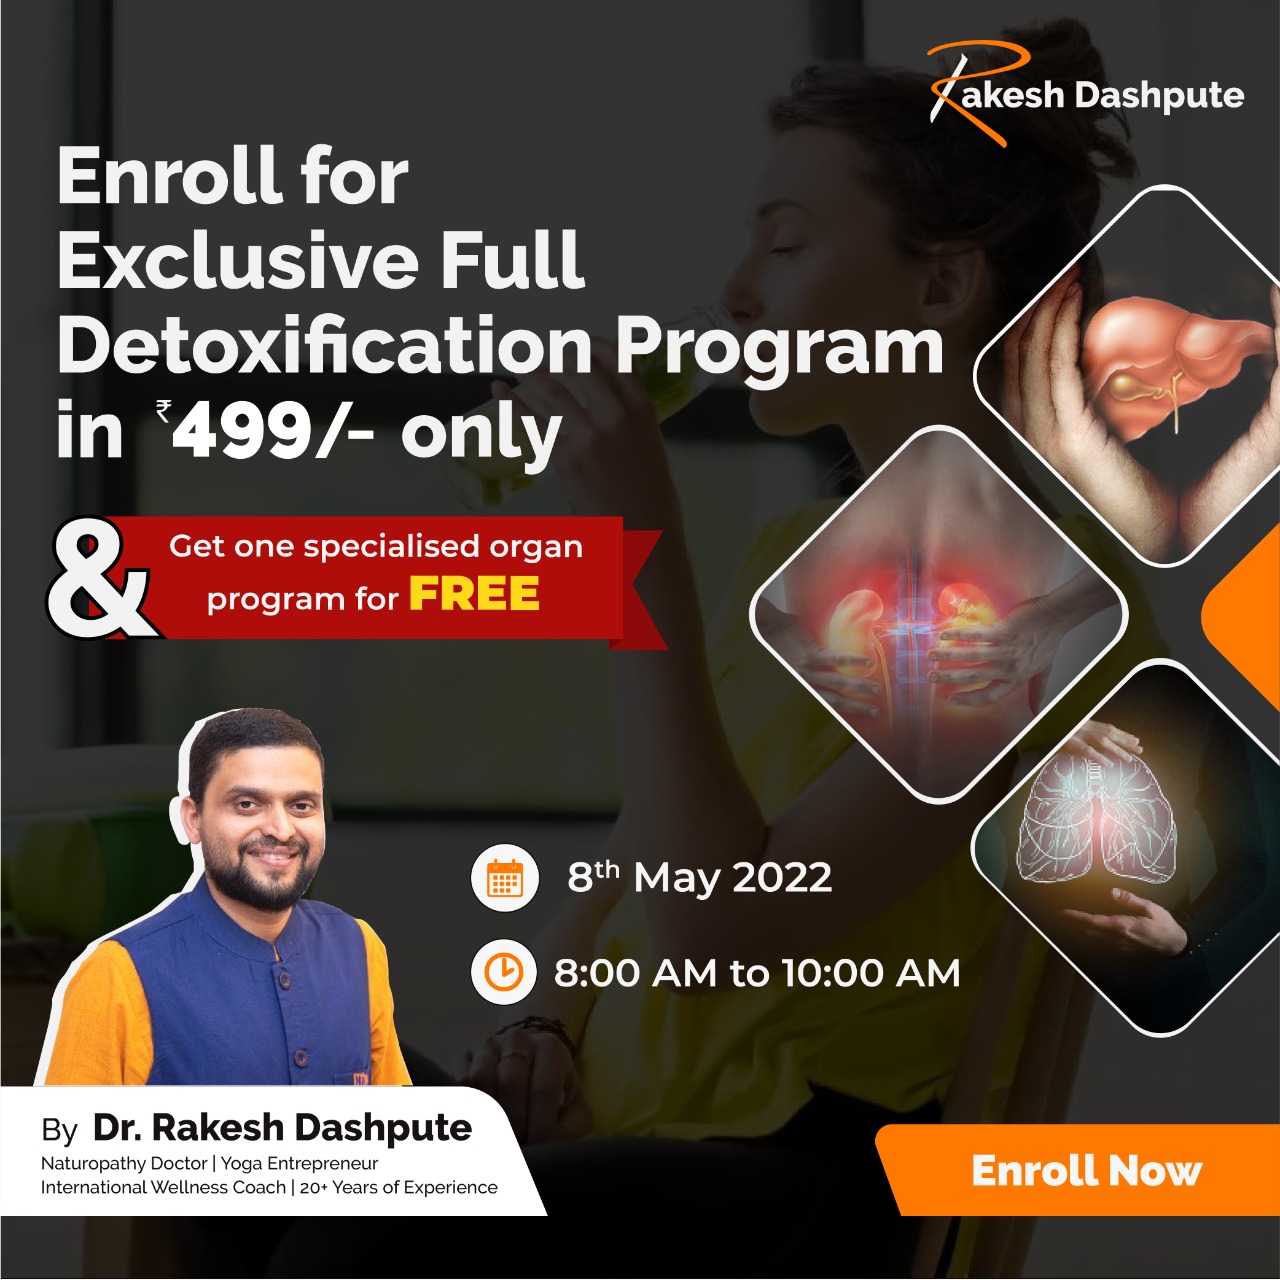 Rakesh Dashpute
Enroll for
Exclusive Full
Detoxification Program
in ₹499/- only
& Get one specialised organ
program for FREE
8th May 2022
8:00 AM to 10:00 AM
By Dr. Rakesh Dashpute
Naturopathy Doctor | Yoga Entrepreneur
International Wellness Coach | 20+ Years of Experience
Enroll Now